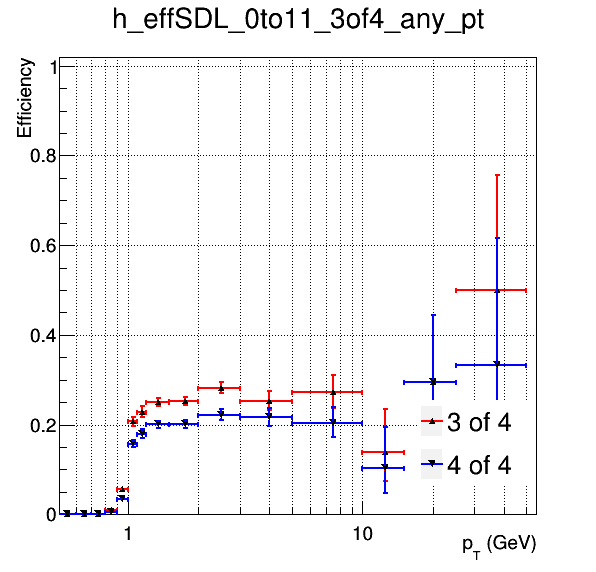 h_effSDL_0to11_3of4_any_pt
Efficiency
1
0.8
0.6
0.4
0.2
0
3 of 4
4 of 4
1
10
pT (GeV)